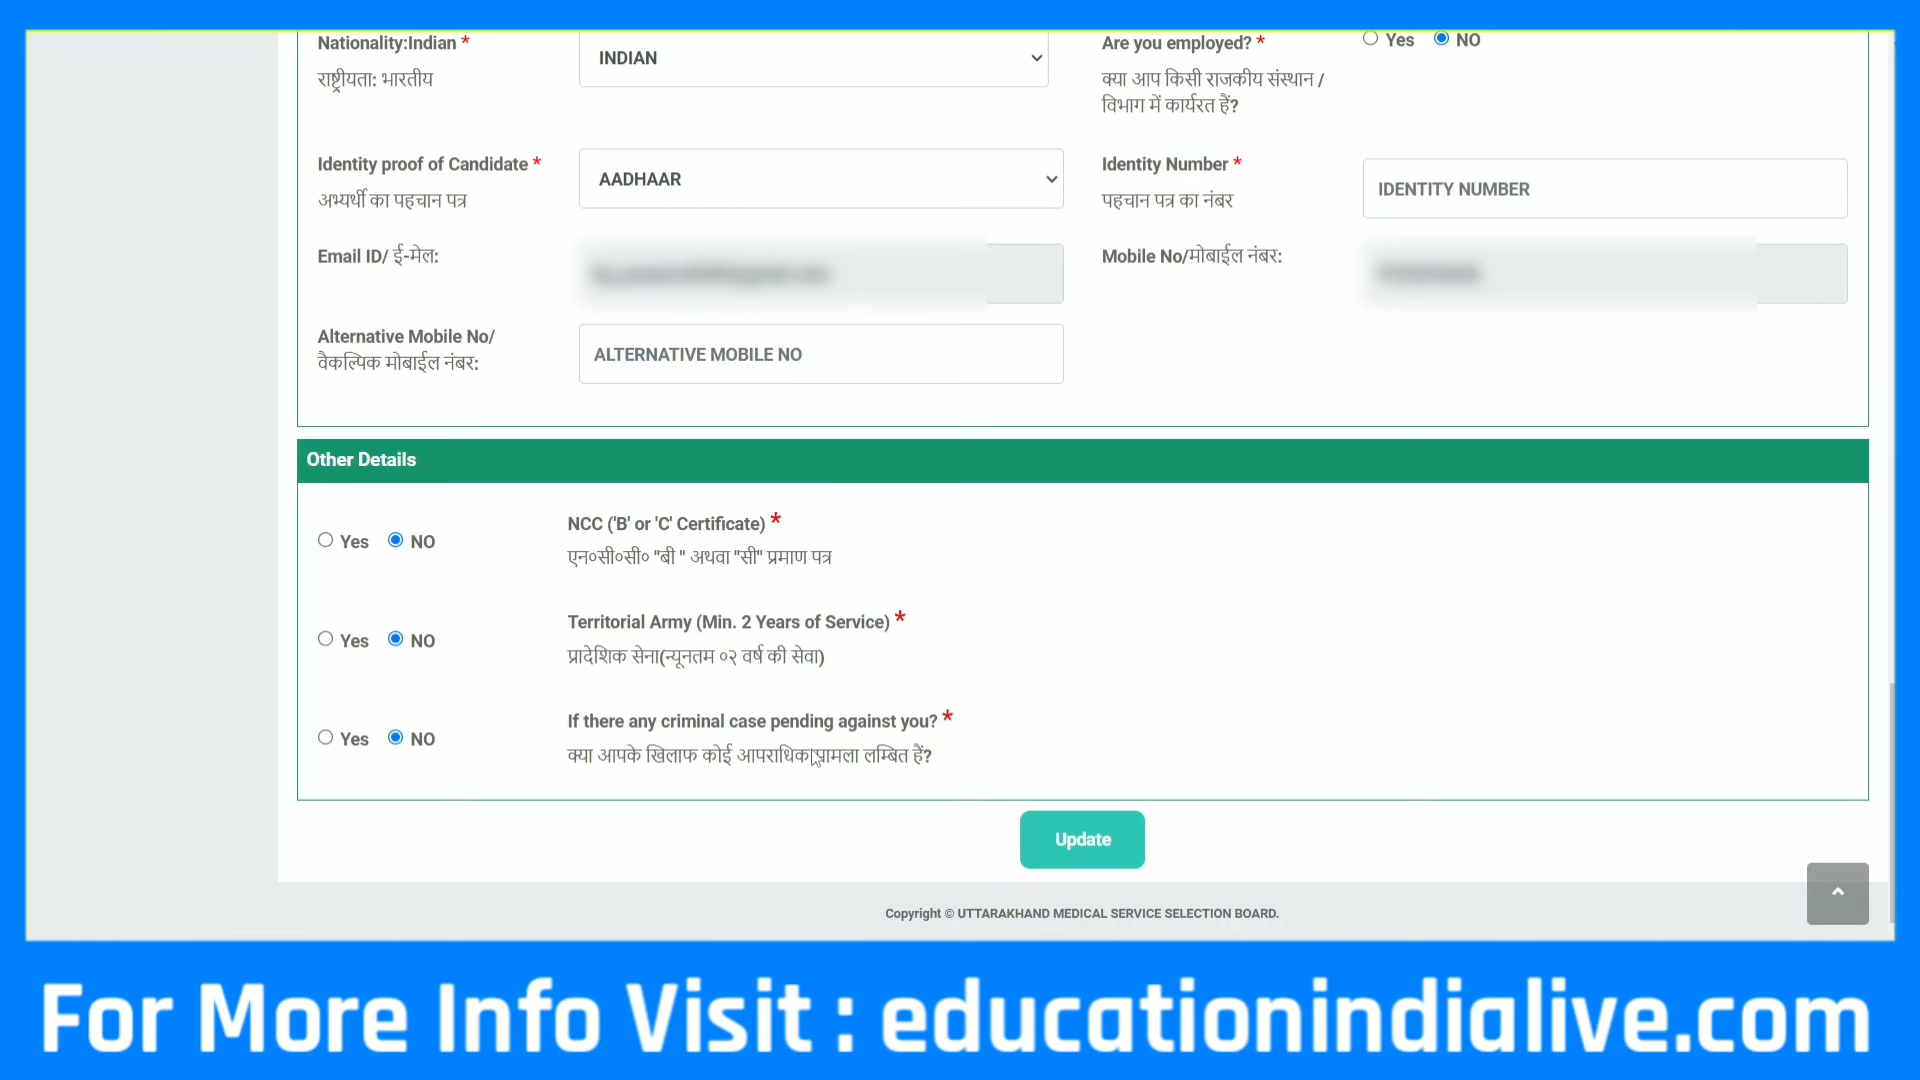 Nationality:Indian *
राष्ट्रीयता: भारतीय
INDIAN
Are you employed? *
क्या आप किसी राजकीय संस्थान /
विभाग में कार्यरत हैं?
Yes NO
Identity proof of Candidate *
अभ्यर्थी का पहचान पत्र
AADHAAR
Identity Number *
पहचान पत्र का नंबर
IDENTITY NUMBER
Email ID/ ई-मेल:
Mobile No/मोबाईल नंबर:
Alternative Mobile No/
वैकल्पिक मोबाईल नंबर:
ALTERNATIVE MOBILE NO
Other Details
Yes NO
NCC ('B' or 'C' Certificate) *
एन०सी०सी० "बी " अथवा "सी" प्रमाण पत्र
Yes NO
Territorial Army (Min. 2 Years of Service) *
प्रादेशिक सेना(न्यूनतम ०२ वर्ष की सेवा)
Yes NO
If there any criminal case pending against you? *
क्या आपके खिलाफ कोई आपराधिक मामला लम्बित हैं?
Update
Copyright © UTTARAKHAND MEDICAL SERVICE SELECTION BOARD.
For More Info Visit : educationindialive.com